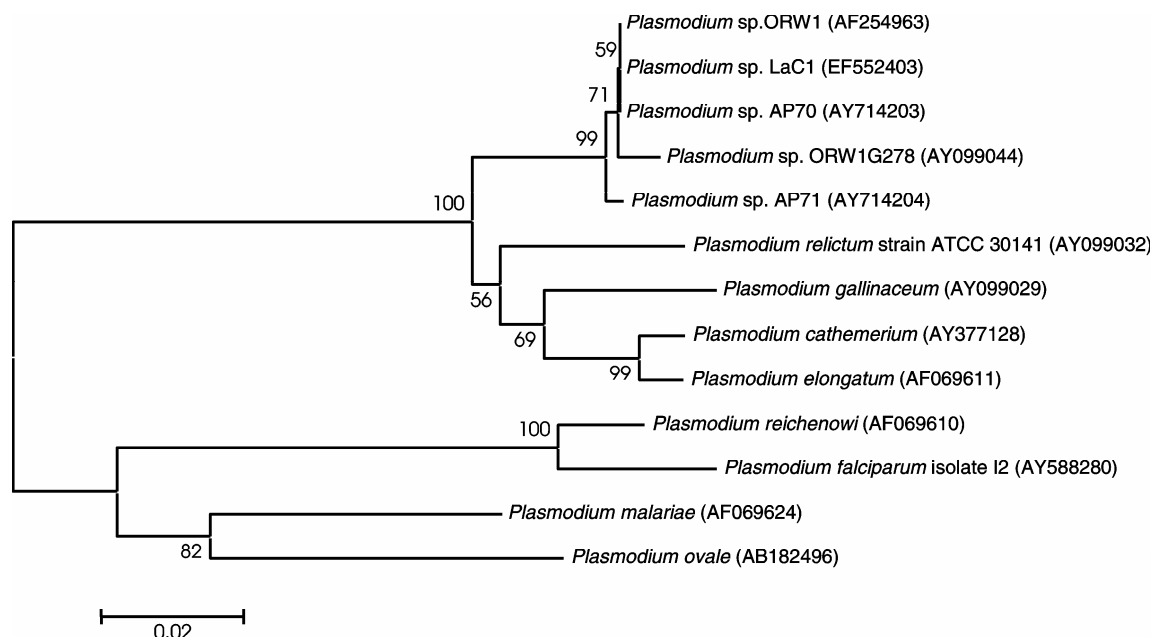 Plasmodium sp.ORW1 (AF254963)
59
Plasmodium sp. LaC1 (EF552403)
71
Plasmodium sp. AP70 (AY714203)
99
Plasmodium sp. ORW1G278 (AY099044)
100
Plasmodium sp. AP71 (AY714204)
Plasmodium relictum strain ATCC 30141 (AY099032)
56
Plasmodium gallinaceum (AY099029)
69
Plasmodium cathemerium (AY377128)
99
Plasmodium elongatum (AF069611)
100
Plasmodium reichenowi (AF069610)
Plasmodium falciparum isolate I2 (AY588280)
Plasmodium malariae (AF069624)
82
Plasmodium ovale (AB182496)
0.02